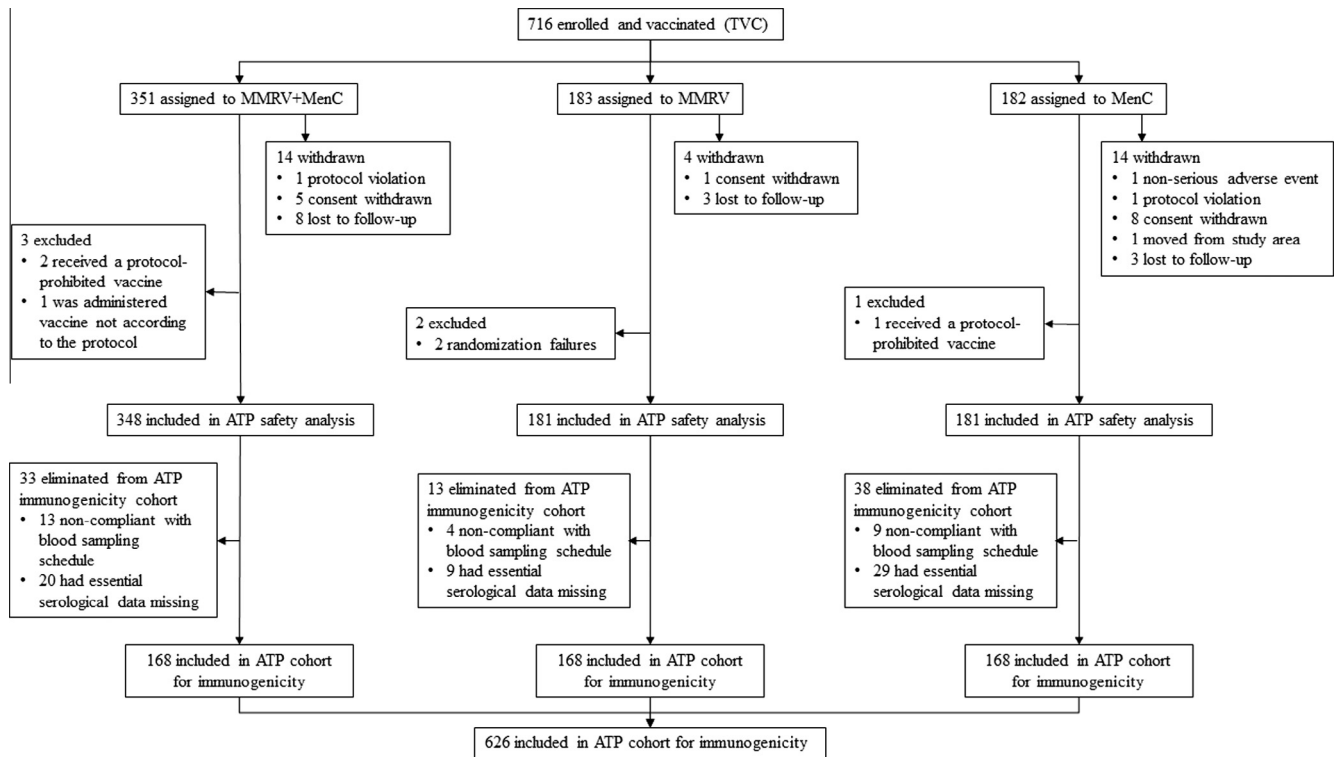 716 enrolled and vaccinated (TVC)
351 assigned to MMRV+MenC
183 assigned to MMRV
182 assigned to MenC
14 withdrawn
• 1 protocol violation
• 5 consent withdrawn
• 8 lost to follow-up
4 withdrawn
• 1 consent withdrawn
• 3 lost to follow-up
14 withdrawn
• 1 non-serious adverse event
• 1 protocol violation
• 8 consent withdrawn
• 1 moved from study area
• 3 lost to follow-up
3 excluded
• 2 received a protocol-
prohibited vaccine
• 1 was administered
vaccine not according
to the protocol
2 excluded
• 2 randomization failures
1 excluded
• 1 received a protocol-
prohibited vaccine
348 included in ATP safety analysis
181 included in ATP safety analysis
181 included in ATP safety analysis
33 eliminated from ATP
immunogenicity cohort
• 13 non-compliant with
blood sampling
schedule
• 20 had essential
serological data missing
13 eliminated from ATP
immunogenicity cohort
• 4 non-compliant with
blood sampling schedule
• 9 had essential
serological data missing
38 eliminated from ATP
immunogenicity cohort
• 9 non-compliant with
blood sampling schedule
• 29 had essential
serological data missing
168 included in ATP cohort
for immunogenicity
168 included in ATP cohort
for immunogenicity
168 included in ATP cohort
for immunogenicity
626 included in ATP cohort for immunogenicity